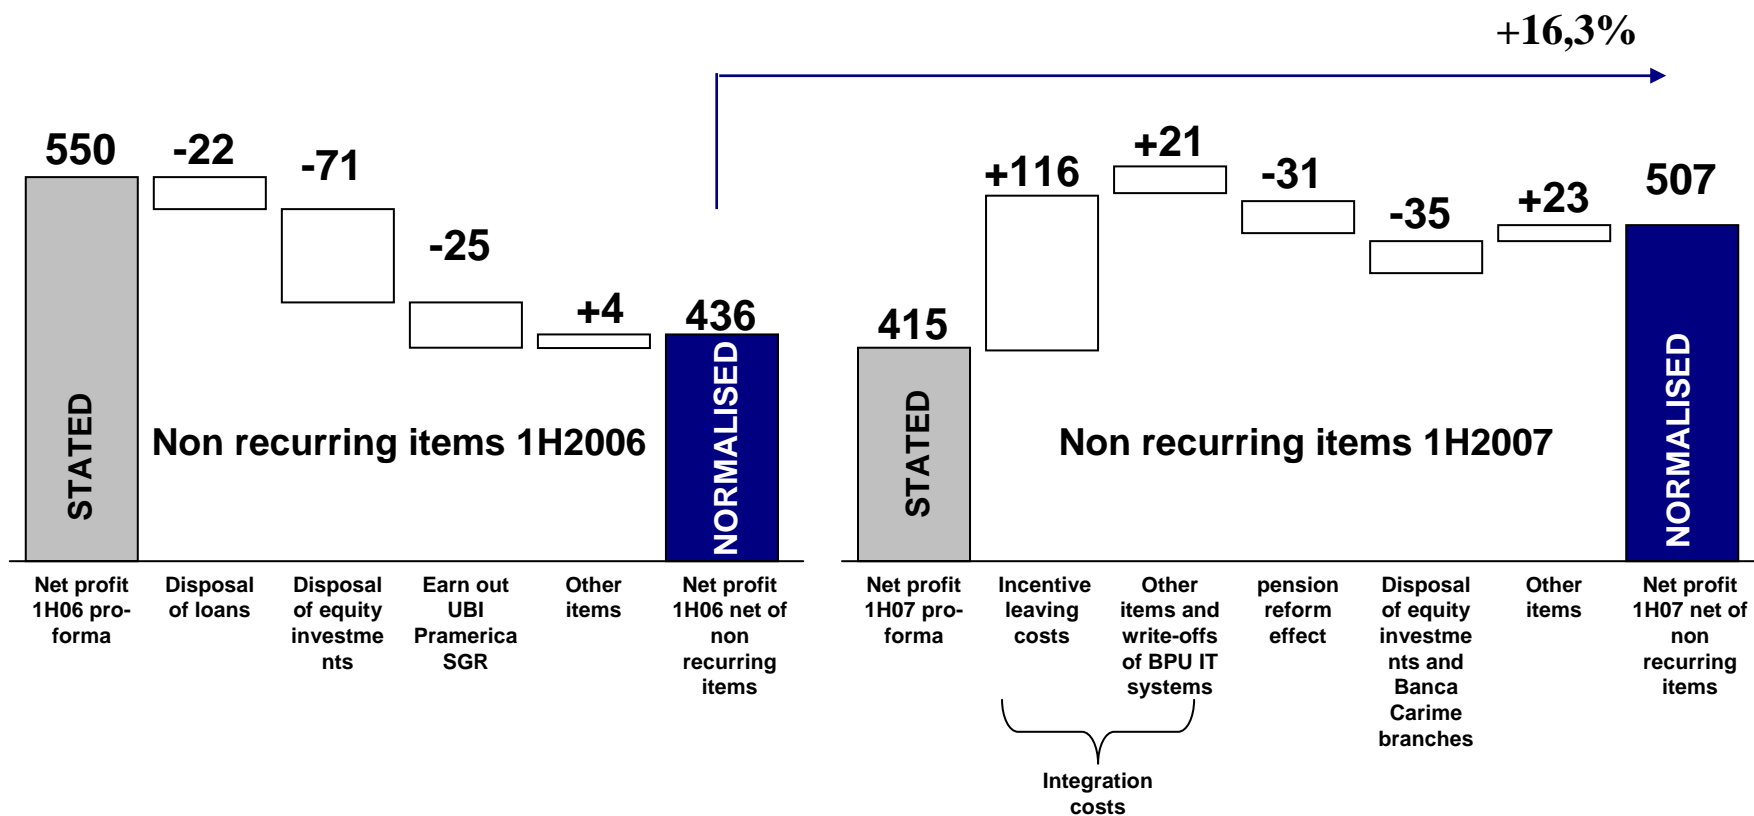 +16,3%
550
-22
-71
-25
+4
436
STATED
Non recurring items 1H2006
NORMALISED
Net profit
1H06 pro-
forma
Disposal
of loans
Disposal
of equity
investme
nts
Earn out
UBI
Pramerica
SGR
Other
items
Net profit
1H06 net of
non
recurring
items
415
+116
+21
-31
-35
+23
507
STATED
Non recurring items 1H2007
NORMALISED
Net profit
1H07 pro-
forma
Incentive
leaving
costs
Other
items and
write-offs
of BPU IT
systems
pension
reform
effect
Disposal
of equity
investme
nts and
Banca
Carime
branches
Other
items
Net profit
1H07 net of
non
recurring
items
Integration
costs